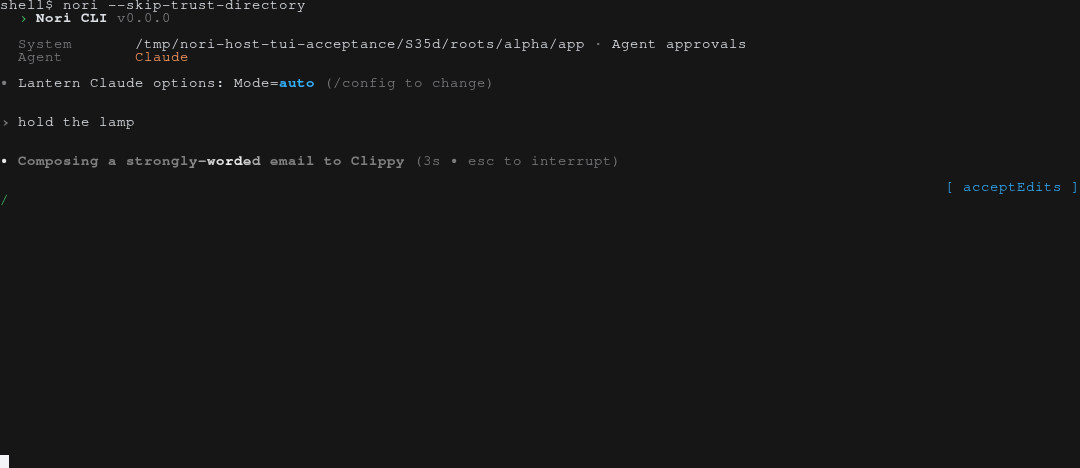 shell$ nori --skip-trust-directory
› Nori CLI v0.0.0
System /tmp/nori-host-tui-acceptance/S35d/roots/alpha/app · Agent approvals
Agent Claude
• Lantern Claude options: Mode=auto (/config to change)
› hold the lamp
• Composing a strongly-worded email to Clippy (3s • esc to interrupt)
[ acceptEdits ]
/